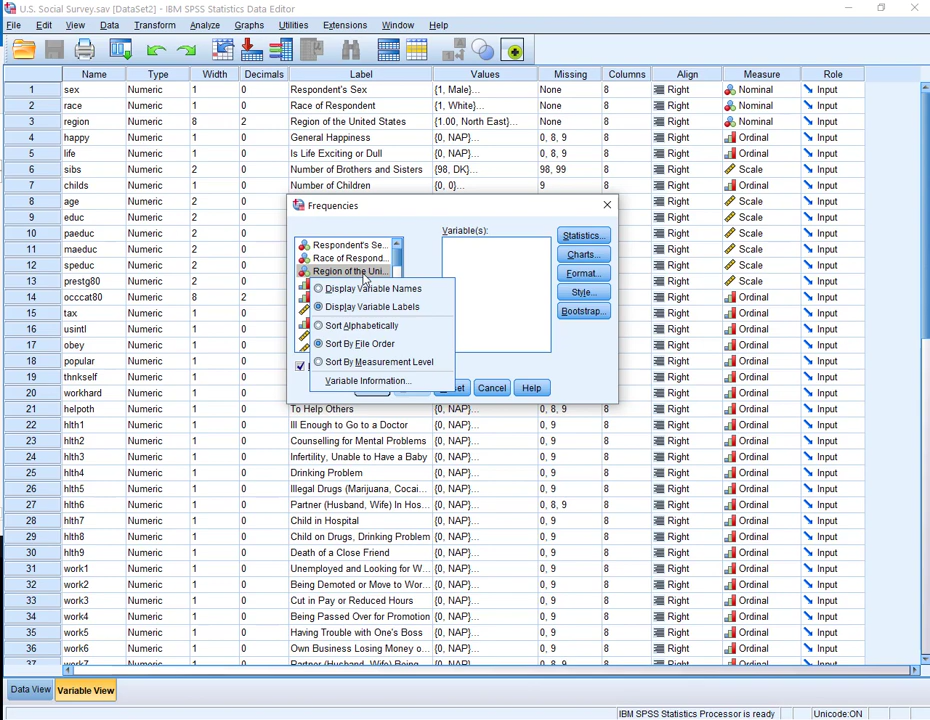 U.S. Social Survey.sav [DataSet2] - IBM SPSS Statistics Data Editor
File Edit View Data Transform Analyze Graphs Utilities Extensions Window Help
Name Type Width Decimals Label Values Missing Columns Align Measure Role
1 sex Numeric 1 0 Respondent's Sex {1, Male}... None 8 Right Nominal Input
2 race Numeric 1 0 Race of Respondent {1, White}... None 8 Right Nominal Input
3 region Numeric 8 2 Region of the United States {1.00, North East}... None 8 Right Nominal Input
4 happy Numeric 1 0 General Happiness {0, NAP}... 0, 8, 9 8 Right Ordinal Input
5 life Numeric 1 0 Is Life Exciting or Dull {0, NAP}... 0, 8, 9 8 Right Ordinal Input
6 sibs Numeric 2 0 Number of Brothers and Sisters {98, DK}... 98, 99 8 Right Scale Input
7 childs Numeric 1 0 Number of Children {0, 0}... 9 8 Right Ordinal Input
8 age Numeric 2 Right Scale Input
9 educ Numeric 2 Right Scale Input
10 paeduc Numeric 2 Right Scale Input
11 maeduc Numeric 2 Right Scale Input
12 speduc Numeric 2 Right Scale Input
13 prestg80 Numeric 2 Right Scale Input
14 occcat80 Numeric 8 Right Ordinal Input
15 tax Numeric 1 Right Ordinal Input
16 usintl Numeric 1 Right Ordinal Input
17 obey Numeric 1 Right Ordinal Input
18 popular Numeric 1 Right Ordinal Input
19 thnkself Numeric 1 Right Ordinal Input
20 workhard Numeric 1 Right Ordinal Input
21 helpoth Numeric 1 0 To Help Others {0, NAP}... 0, 8, 9 8 Right Ordinal Input
22 hlth1 Numeric 1 0 Ill Enough to Go to a Doctor {0, NAP}... 0, 9 8 Right Ordinal Input
23 hlth2 Numeric 1 0 Counselling for Mental Problems {0, NAP}... 0, 9 8 Right Ordinal Input
24 hlth3 Numeric 1 0 Infertility, Unable to Have a Baby {0, NAP}... 0, 9 8 Right Ordinal Input
25 hlth4 Numeric 1 0 Drinking Problem {0, NAP}... 0, 9 8 Right Ordinal Input
26 hlth5 Numeric 1 0 Illegal Drugs (Marijuana, Cocai... {0, NAP}... 0, 9 8 Right Ordinal Input
27 hlth6 Numeric 1 0 Partner (Husband, Wife) In Hos... {0, NAP}... 0, 8, 9 8 Right Ordinal Input
28 hlth7 Numeric 1 0 Child in Hospital {0, NAP}... 0, 9 8 Right Ordinal Input
29 hlth8 Numeric 1 0 Child on Drugs, Drinking Problem {0, NAP}... 0, 9 8 Right Ordinal Input
30 hlth9 Numeric 1 0 Death of a Close Friend {0, NAP}... 0, 9 8 Right Ordinal Input
31 work1 Numeric 1 0 Unemployed and Looking for W... {0, NAP}... 0, 9 8 Right Ordinal Input
32 work2 Numeric 1 0 Being Demoted or Move to Wor... {0, NAP}... 0, 9 8 Right Ordinal Input
33 work3 Numeric 1 0 Cut in Pay or Reduced Hours {0, NAP}... 0, 9 8 Right Ordinal Input
34 work4 Numeric 1 0 Being Passed Over for Promotion {0, NAP}... 0, 9 8 Right Ordinal Input
35 work5 Numeric 1 0 Having Trouble with One's Boss {0, NAP}... 0, 9 8 Right Ordinal Input
36 work6 Numeric 1 0 Own Business Losing Money o... {0, NAP}... 0, 9 8 Right Ordinal Input
37 work7 Numeric 1 0 Partner (Husband, Wife) Being {0, NAP} 0, 8, 9 8 Right Ordinal Input
Frequencies
Variable(s):
Respondent's Se...
Race of Respond...
Region of the Uni...
Display Variable Names
Display Variable Labels
Sort Alphabetically
Sort By File Order
Sort By Measurement Level
Variable Information...
Statistics...
Charts...
Format...
Style...
Bootstrap...
Cancel Help
Data View Variable View
IBM SPSS Statistics Processor is ready Unicode:ON